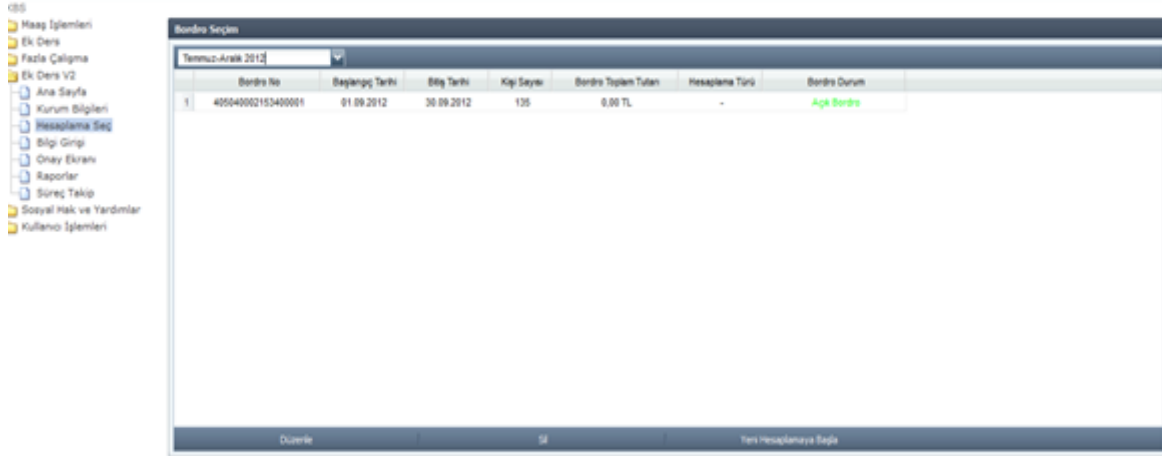 KBS
Maaş İşlemleri
Ek Ders
Fazla Çalışma
Ek Ders V2
Ana Sayfa
Kurum Bilgileri
Hesaplama Seç
Bilgi Girişi
Onay Ekranı
Raporlar
Süreç Takip
Sosyal Hak ve Yardımlar
Kullanıcı İşlemleri
Bordro Seçim
Temmuz-Aralık 2012
Bordro No Başlangıç Tarihi Bitiş Tarihi Kişi Sayısı Bordro Toplam Tutarı Hesaplama Türü Bordro Durum
1 405040002153400001 01.09.2012 30.09.2012 135 0,00 TL - Açık Bordro
Düzenle Sil Yeni Hesaplamaya Başla